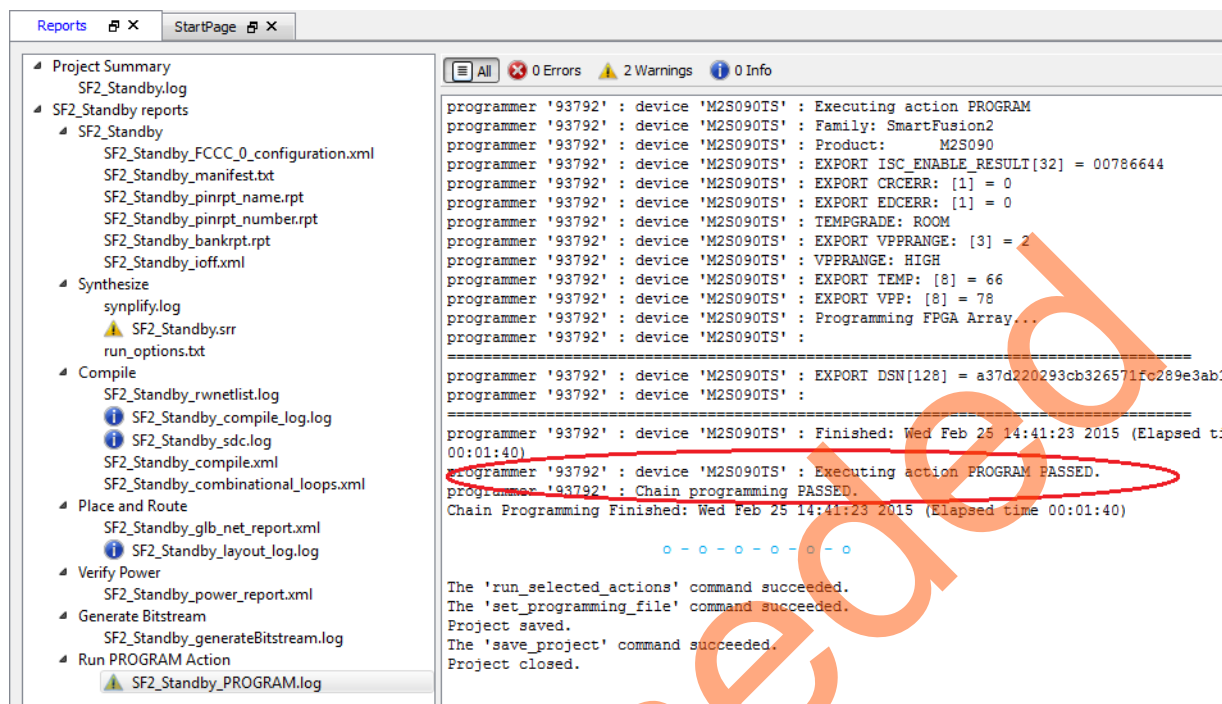 Reports
StartPage
Project Summary
SF2_Standby.log
SF2_Standby reports
SF2_Standby
SF2_Standby_FCCC_0_configuration.xml
SF2_Standby_manifest.txt
SF2_Standby_pinrpt_name.rpt
SF2_Standby_pinrpt_number.rpt
SF2_Standby_bankrpt.rpt
SF2_Standby_ioff.xml
Synthesize
synplify.log
SF2_Standby.srr
run_options.txt
Compile
SF2_Standby_rwnetlist.log
SF2_Standby_compile_log.log
SF2_Standby_sdc.log
SF2_Standby_compile.xml
SF2_Standby_combinational_loops.xml
Place and Route
SF2_Standby_glb_net_report.xml
SF2_Standby_layout_log.log
Verify Power
SF2_Standby_power_report.xml
Generate Bitstream
SF2_Standby_generateBitstream.log
Run PROGRAM Action
SF2_Standby_PROGRAM.log
All 0 Errors 2 Warnings 0 Info
programmer '93792' : device 'M2S090TS' : Executing action PROGRAM
programmer '93792' : device 'M2S090TS' : Family: SmartFusion2
programmer '93792' : device 'M2S090TS' : Product: M2S090
programmer '93792' : device 'M2S090TS' : EXPORT ISC_ENABLE_RESULT[32] = 00786644
programmer '93792' : device 'M2S090TS' : EXPORT CRCERR: [1] = 0
programmer '93792' : device 'M2S090TS' : EXPORT EDCERR: [1] = 0
programmer '93792' : device 'M2S090TS' : TEMPGRADE: ROOM
programmer '93792' : device 'M2S090TS' : EXPORT VPPRANGE: [3] = 2
programmer '93792' : device 'M2S090TS' : VPPRANGE: HIGH
programmer '93792' : device 'M2S090TS' : EXPORT TEMP: [8] = 66
programmer '93792' : device 'M2S090TS' : EXPORT VPP: [8] = 78
programmer '93792' : device 'M2S090TS' : Programming FPGA Array...
programmer '93792' : device 'M2S090TS' :
===================================================================================
programmer '93792' : device 'M2S090TS' : EXPORT DSN[128] = a37d220293cb326571fc289e3ab1
programmer '93792' : device 'M2S090TS' :
===================================================================================
programmer '93792' : device 'M2S090TS' : Finished: Wed Feb 25 14:41:23 2015 (Elapsed ti
00:01:40)
programmer '93792' : device 'M2S090TS' : Executing action PROGRAM PASSED.
programmer '93792' : Chain programming PASSED.
Chain Programming Finished: Wed Feb 25 14:41:23 2015 (Elapsed time 00:01:40)
o - o - o - o - o - o
The 'run_selected_actions' command succeeded.
The 'set_programming_file' command succeeded.
Project saved.
The 'save_project' command succeeded.
Project closed.
eded